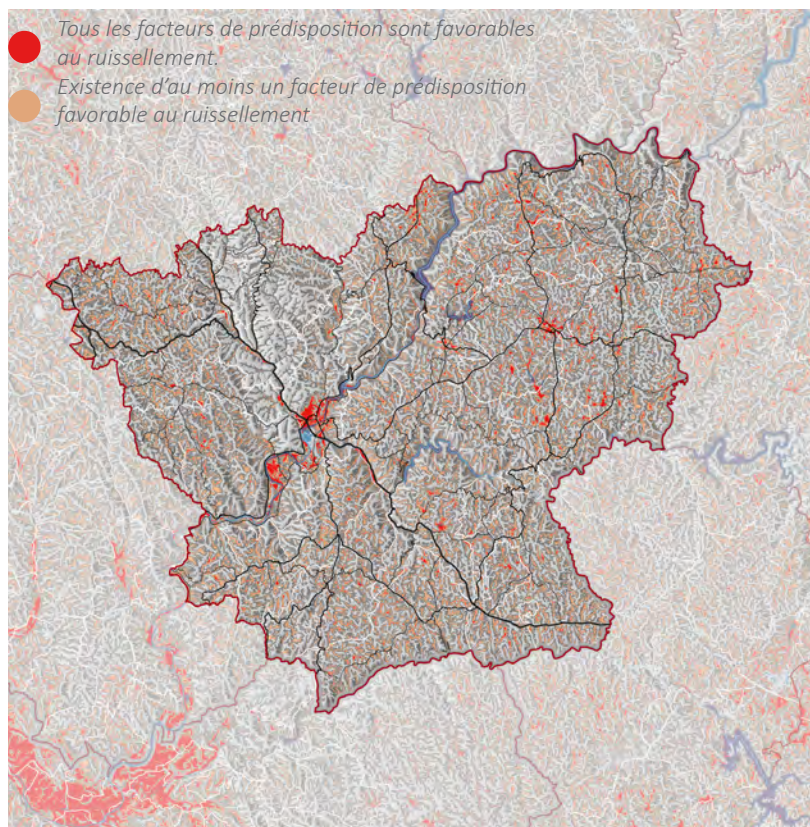 Tous les facteurs de prédisposition sont favorables
au ruissellement.
Existence d'au moins un facteur de prédisposition
favorable au ruissellement